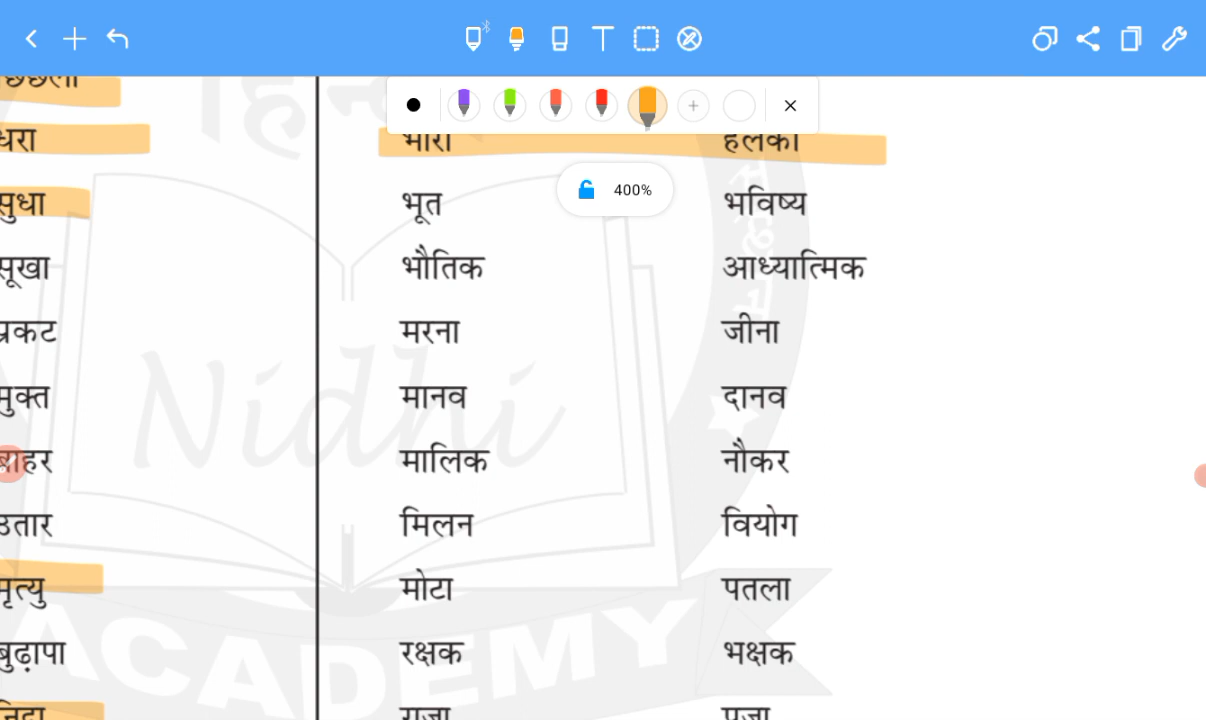 400%
धरा
सुधा
सूखा
प्रकट
मुक्त
बाहर
उतार
मृत्यु
बुढ़ापा
भारी हलका
भूत भविष्य
भौतिक आध्यात्मिक
मरना जीना
मानव दानव
मालिक नौकर
मिलन वियोग
मोटा पतला
रक्षक भक्षक
राजा प्रजा
Nidhi
ACADEMY